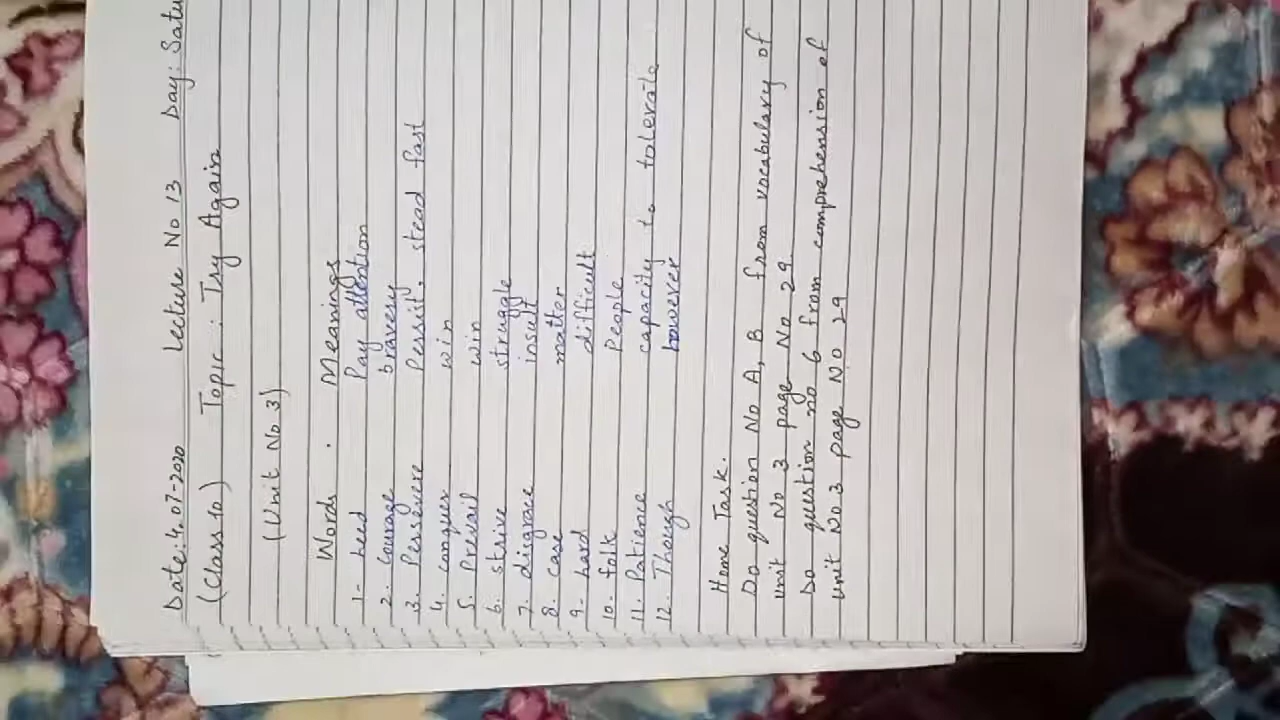 Date: 4.07-2020 Lecture No 13 Day: Satu
(Class 10) Topic: Try Again
(Unit No 3)
Words. Meanings
1- heed Pay attention
2. Courage bravery
3. Persevere Persist, stead fast
4. conquer win
5. Prevail win
6. strive struggle
7. disgrace insult
8. case matter
9. hard difficult
10. folk People
11. Patience capacity to tolerate
12. Though however
Home Task.
Do question No A, B from vocabulary of
unit No 3 page No 29.
Do question no 6 from comprehension of
unit No 3 page No 29